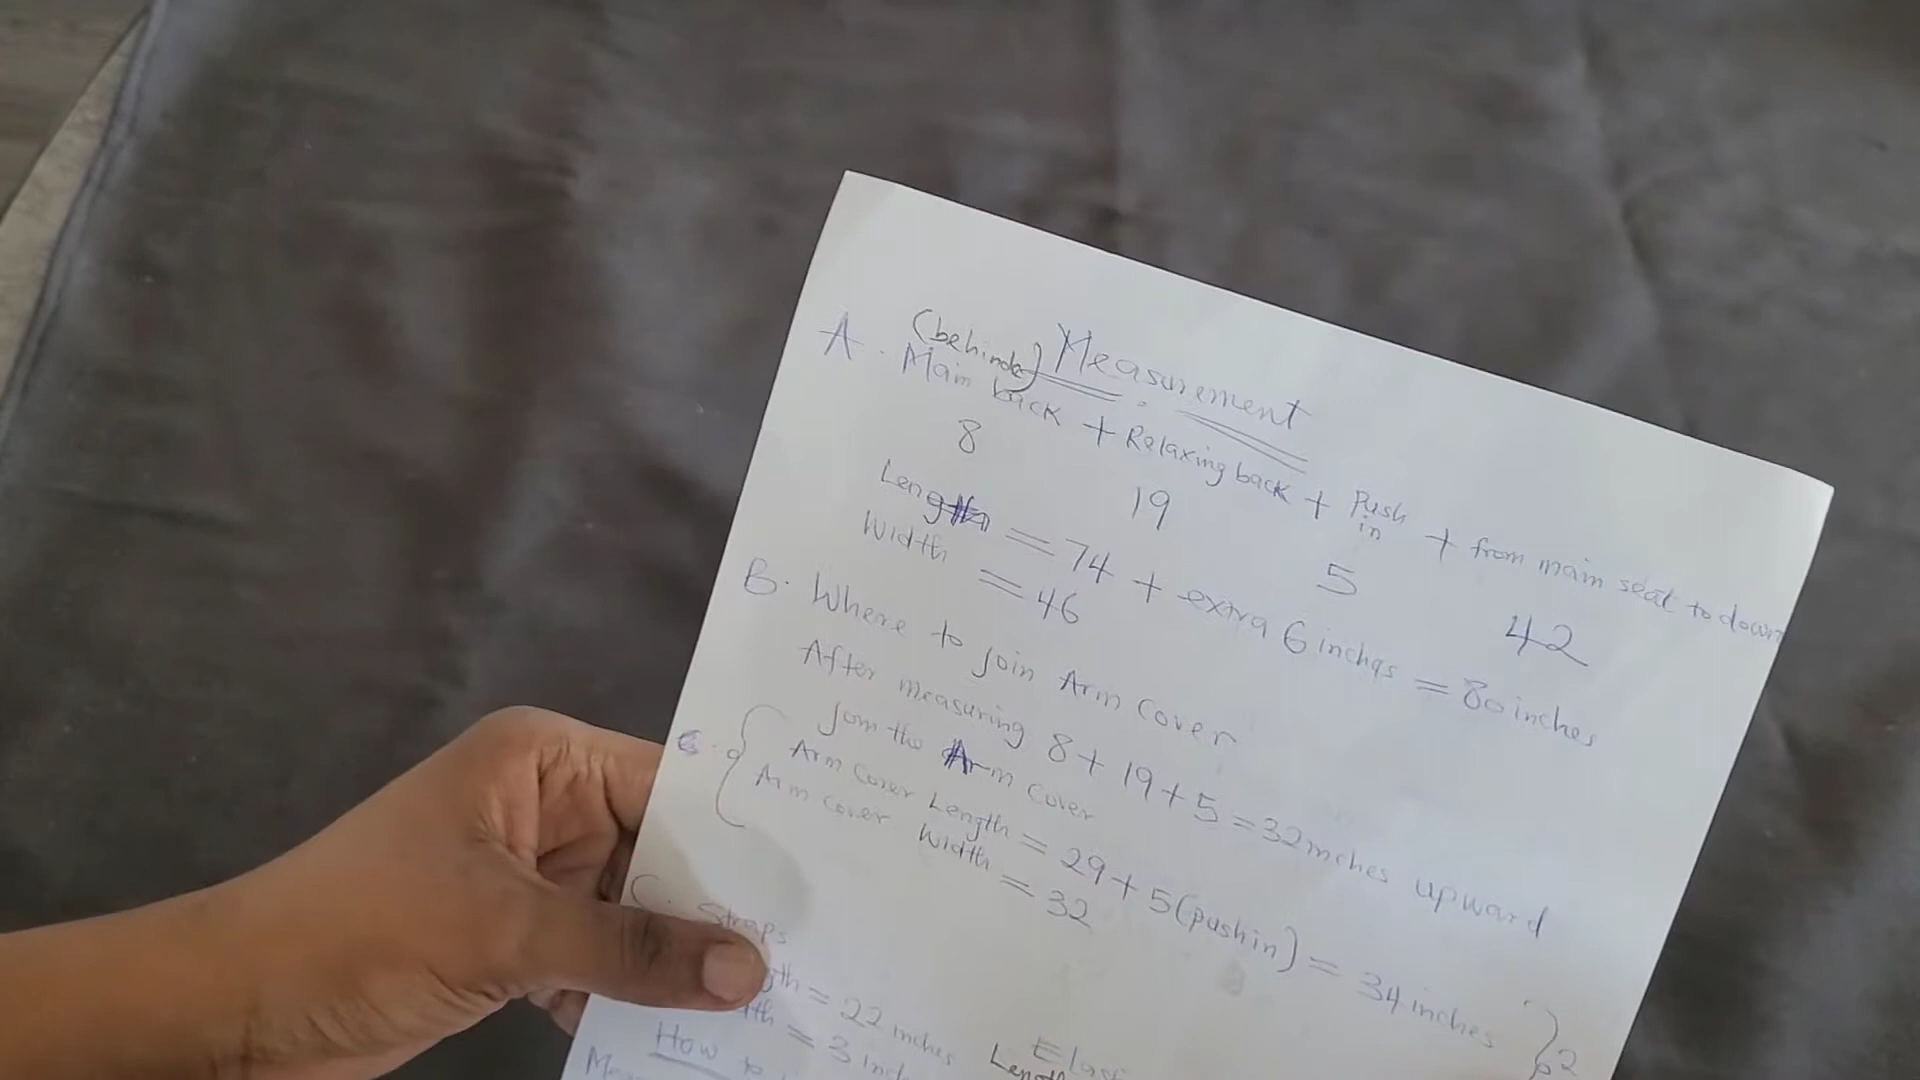 Measurement
A. Main back (behind) + Relaxing back + Push in + from main seat to down
8 19 5 42
Length = 74 + extra 6 inches = 80 inches
Width = 46
B. Where to join Arm Cover
After measuring 8 + 19 + 5 = 32 inches upward
Join the Arm Cover
Arm Cover Length = 29 + 5 (pushin) = 34 inches
Arm Cover Width = 32
} 2
C. Straps
= 22 inches
= 3
How to
Length